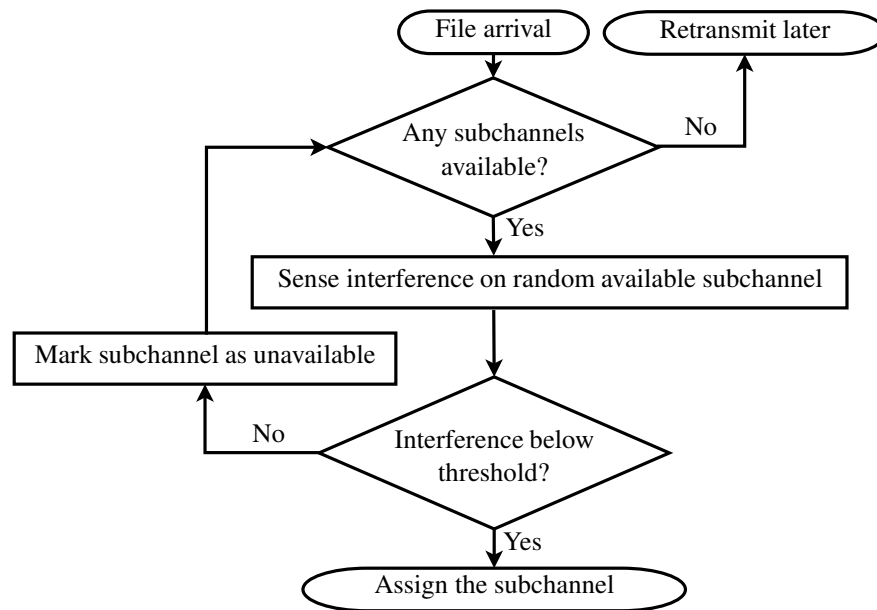 File arrival
Retransmit later
Any subchannels
available?
No
Yes
Sense interference on random available subchannel
Mark subchannel as unavailable
No
Interference below
threshold?
Yes
Assign the subchannel